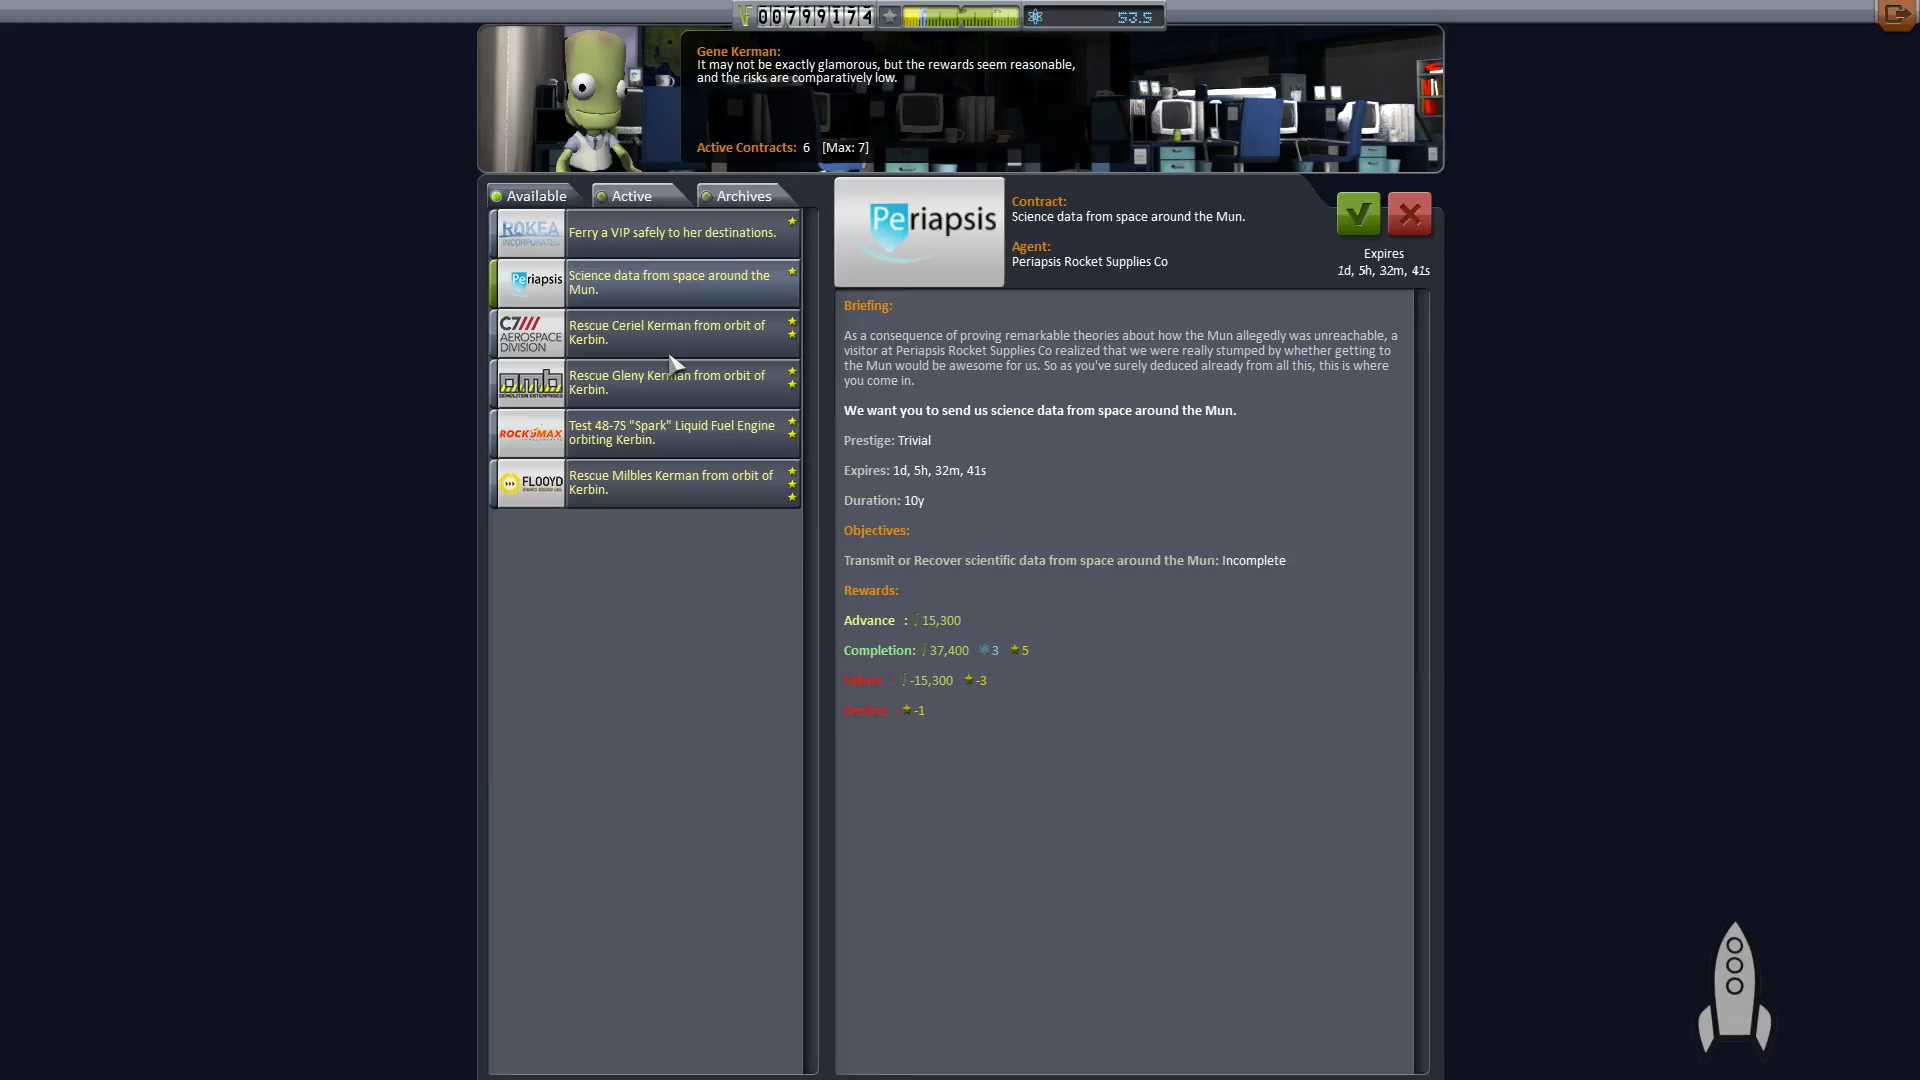 00799174
53.5
Gene Kerman:
It may not be exactly glamorous, but the rewards seem reasonable,
and the risks are comparatively low.
Active Contracts: 6 [Max: 7]
Available
Active
Archives
ROKEA
INCORPORATED
Ferry a VIP safely to her destinations.
Periapsis
Science data from space around the
Mun.
C7///
AEROSPACE
DIVISION
Rescue Ceriel Kerman from orbit of
Kerbin.
DEMOLITION ENTERPRISES
Rescue Gleny Kerman from orbit of
Kerbin.
ROCKOMAX
Test 48-7S "Spark" Liquid Fuel Engine
orbiting Kerbin.
FLOOYD
Rescue Milbles Kerman from orbit of
Kerbin.
Periapsis
Contract:
Science data from space around the Mun.
Agent:
Periapsis Rocket Supplies Co
Expires
1d, 5h, 32m, 41s
Briefing:
As a consequence of proving remarkable theories about how the Mun allegedly was unreachable, a
visitor at Periapsis Rocket Supplies Co realized that we were really stumped by whether getting to
the Mun would be awesome for us. So as you've surely deduced already from all this, this is where
you come in.
We want you to send us science data from space around the Mun.
Prestige: Trivial
Expires: 1d, 5h, 32m, 41s
Duration: 10y
Objectives:
Transmit or Recover scientific data from space around the Mun: Incomplete
Rewards:
Advance : 15,300
Completion: 37,400 3 5
Failure : -15,300 -3
Decline : -1